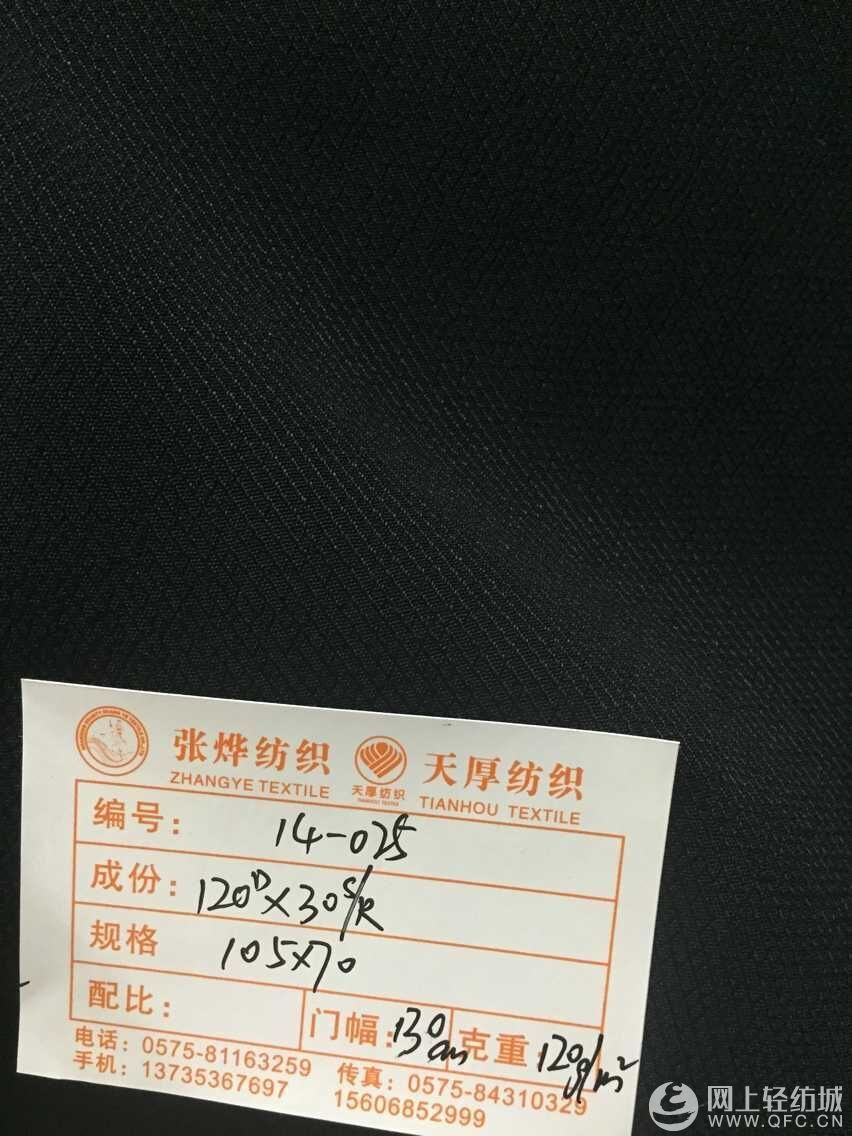 张烨纺织
ZHANGYE TEXTILE
天厚纺织
天厚纺织
TIANHOU TEXTILE
编号: 14-025
成份: 120D×30S/R
规格 105×70
配比: 门幅: 130cm 克重: 120g/m²
电话: 0575-81163259 传真: 0575-84310329
手机: 13735367697 15606852999
网上轻纺城
WWW.QFC.CN